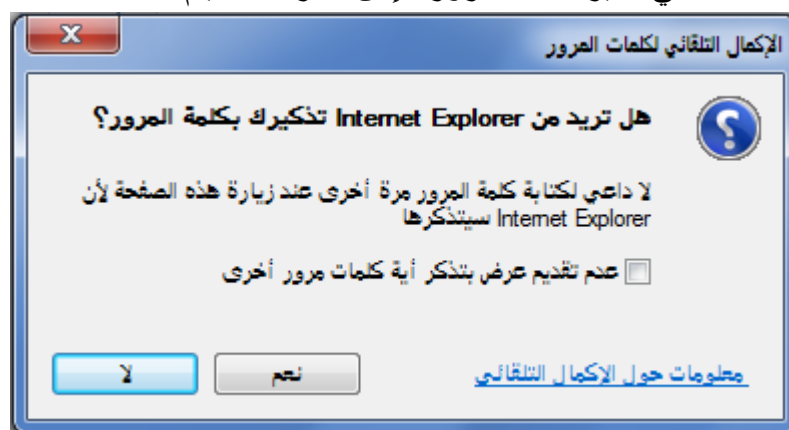 الإكمال التلقائي لكلمات المرور
هل تريد من Internet Explorer تذكيرك بكلمة المرور؟
لا داعي لكتابة كلمة المرور مرة أخرى عند زيارة هذه الصفحة لأن
Internet Explorer سيتذكرها
عدم تقديم عرض بتذكر أية كلمات مرور أخرى
معلومات حول الإكمال التلقائي
نعم
لا